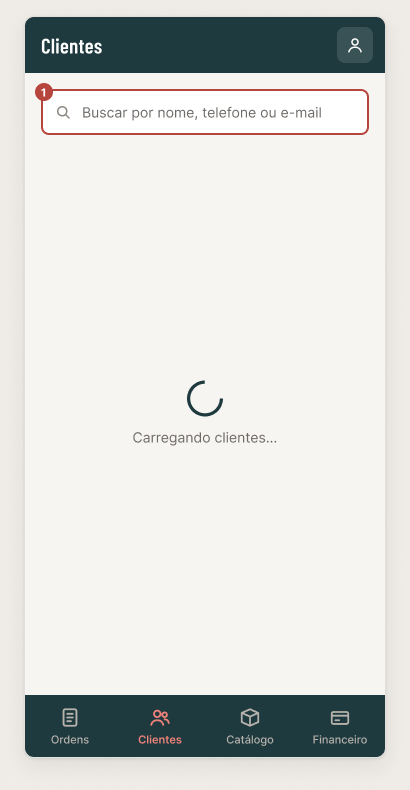 Clientes
1
Buscar por nome, telefone ou e-mail
Carregando clientes...
Ordens
Clientes
Catálogo
Financeiro